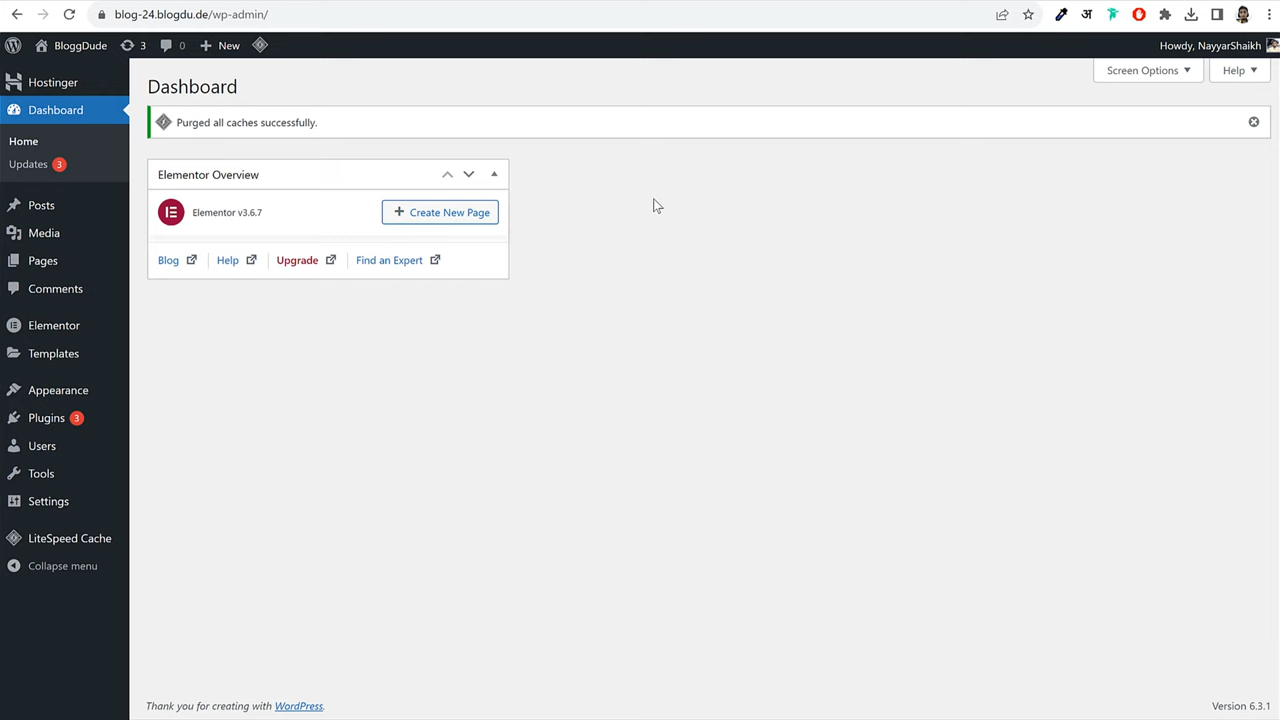 blog-24.blogdu.de/wp-admin/
अ
BloggDude 3 0 New
Howdy, NayyarShaikh
Screen Options Help
Hostinger
Dashboard
Home
Updates 3
Posts
Media
Pages
Comments
Elementor
Templates
Appearance
Plugins 3
Users
Tools
Settings
LiteSpeed Cache
Collapse menu
Dashboard
Purged all caches successfully.
Elementor Overview
Elementor v3.6.7 Create New Page
Blog Help Upgrade Find an Expert
Thank you for creating with WordPress.
Version 6.3.1